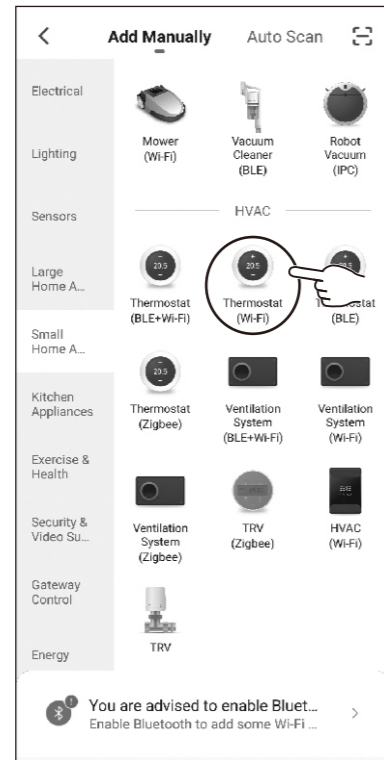 Add Manually Auto Scan
Electrical
Lighting
Sensors
Large
Home A...
Small
Home A...
Kitchen
Appliances
Exercise &
Health
Security &
Video Su...
Gateway
Control
Energy
Mower
(Wi-Fi)
Vacuum
Cleaner
(BLE)
Robot
Vacuum
(IPC)
HVAC
20.5
Thermostat
(BLE+Wi-Fi)
20.5
Thermostat
(Wi-Fi)
20.5
(BLE)
20.5
Thermostat
(Zigbee)
Ventilation
System
(BLE+Wi-Fi)
Ventilation
System
(Wi-Fi)
Ventilation
System
(Zigbee)
TRV
(Zigbee)
HVAC
(Wi-Fi)
TRV
You are advised to enable Bluet...
Enable Bluetooth to add some Wi-Fi ...